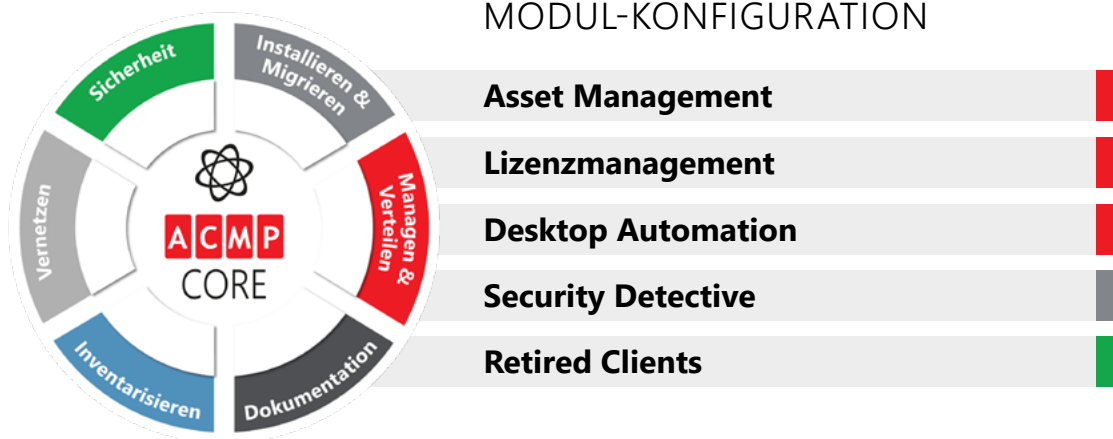 MODUL-KONFIGURATION
Sicherheit
Installieren &
Migrieren
Vernetzen
ACMP
CORE
Managen &
Verteilen
Inventarisieren
Dokumentation
Asset Management
Lizenzmanagement
Desktop Automation
Security Detective
Retired Clients